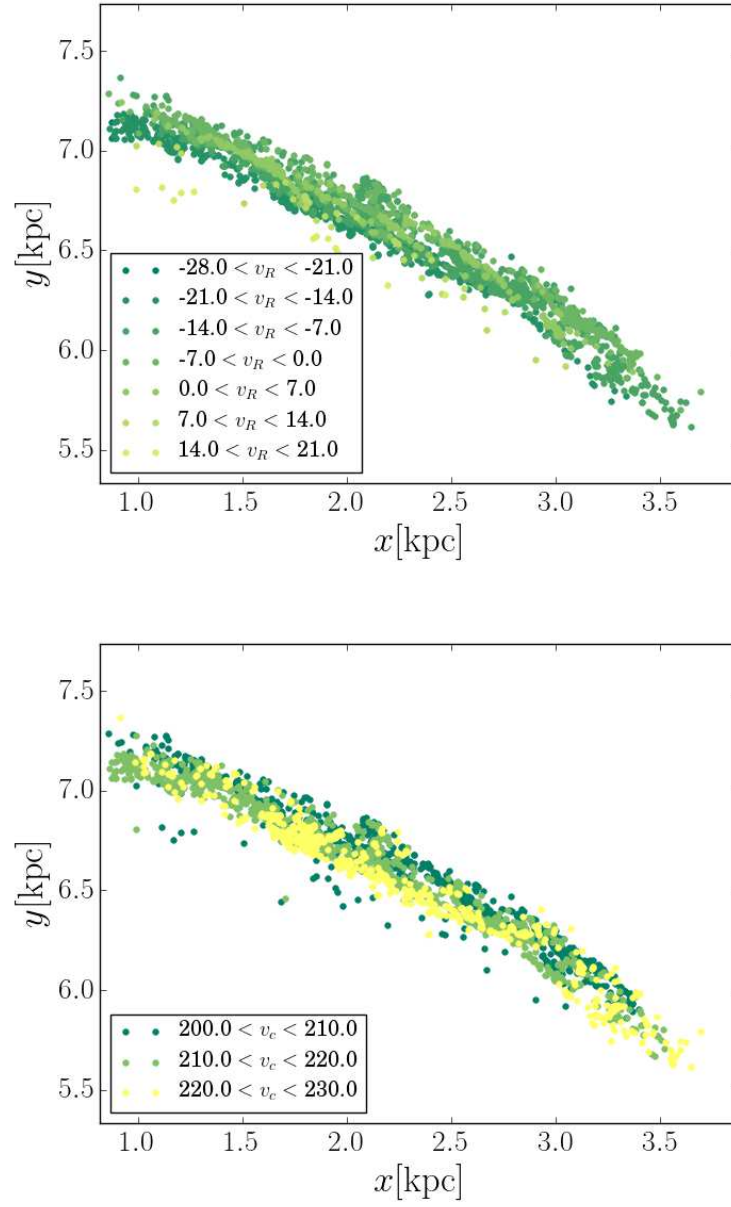 7.5
7.0
6.5
6.0
5.5
y[kpc]
-28.0 < v_R < -21.0
-21.0 < v_R < -14.0
-14.0 < v_R < -7.0
-7.0 < v_R < 0.0
0.0 < v_R < 7.0
7.0 < v_R < 14.0
14.0 < v_R < 21.0
1.0 1.5 2.0 2.5 3.0 3.5
x[kpc]
7.5
7.0
6.5
6.0
5.5
y[kpc]
200.0 < v_c < 210.0
210.0 < v_c < 220.0
220.0 < v_c < 230.0
1.0 1.5 2.0 2.5 3.0 3.5
x[kpc]